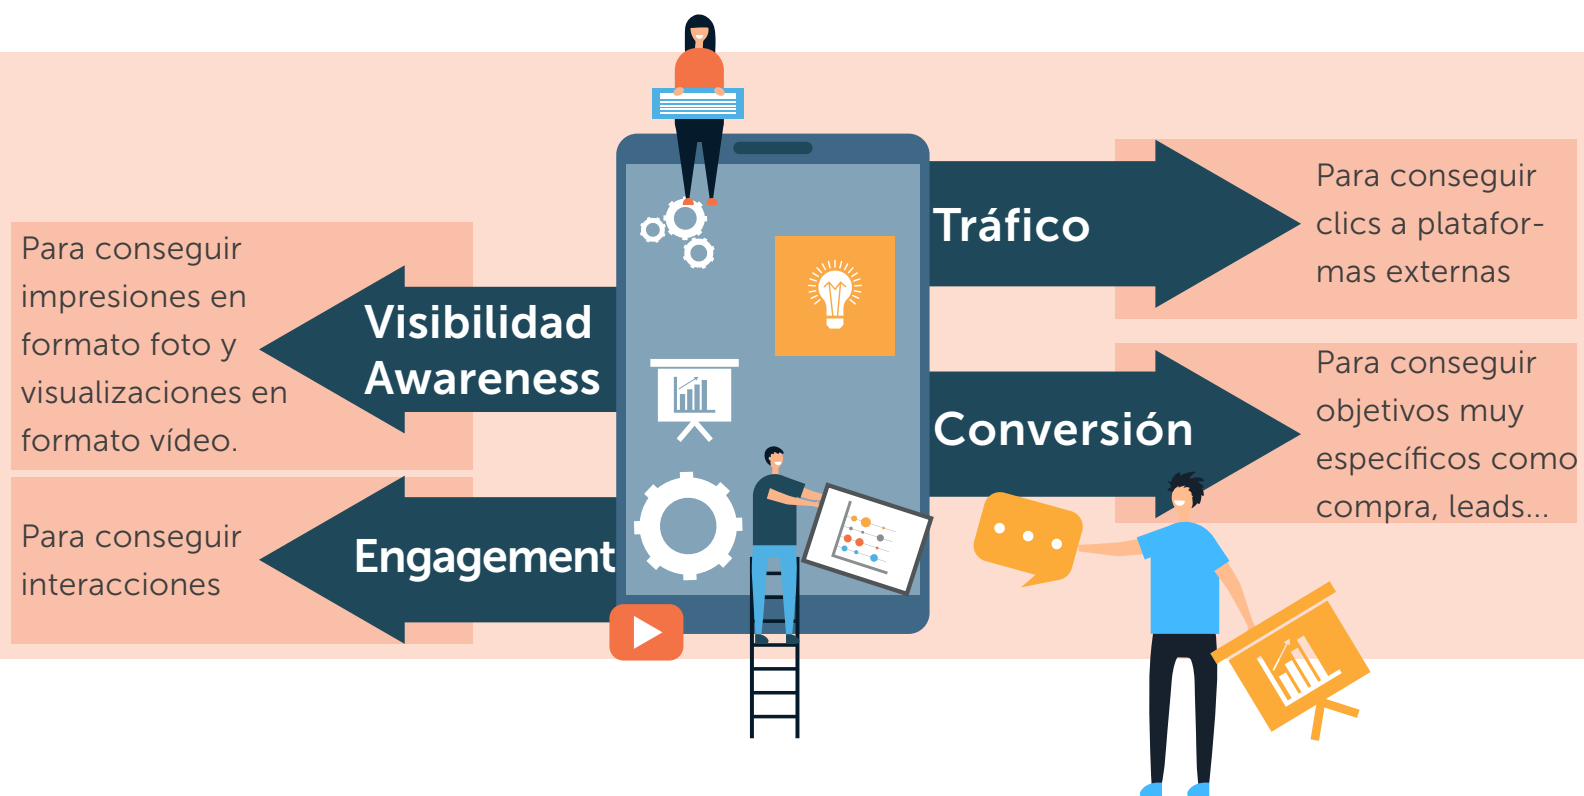 Para conseguir
impresiones en
formato foto y
visualizaciones en
formato vídeo.
Visibilidad
Awareness
Para conseguir
interacciones
Engagement
Tráfico
Para conseguir
clics a platafor-
mas externas
Conversión
Para conseguir
objetivos muy
específicos como
compra, leads...